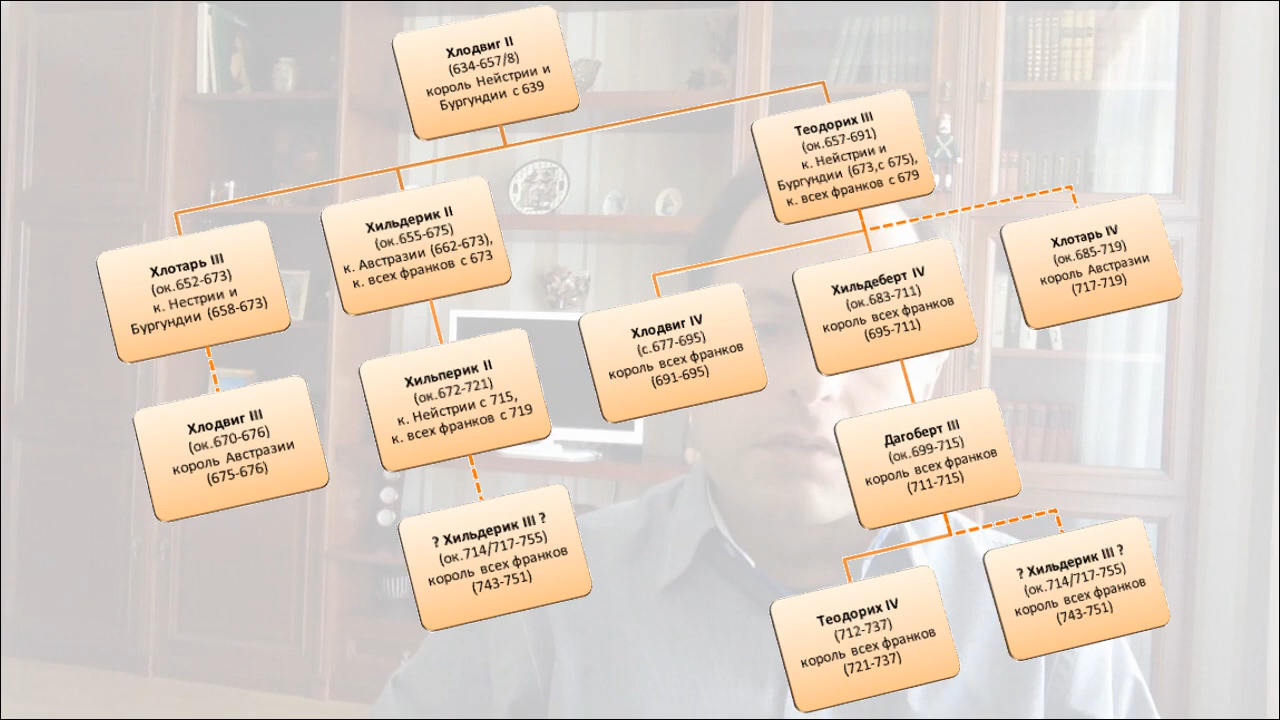 Хлодвиг II
(634-657/8)
король Нейстрии и
Бургундии с 639
Теодорих III
(ок.657-691)
к. Нейстрии и
Бургундии (673,с 675),
к. всех франков с 679
Хлотарь III
(ок.652-673)
к. Нестрии и
Бургундии (658-673)
Хильдерик II
(ок.655-675)
к. Австразии (662-673),
к. всех франков с 673
Хлодвиг IV
(с.677-695)
король всех франков
(691-695)
Хильдеберт IV
(ок.683-711)
король всех франков
(695-711)
Хлотарь IV
(ок.685-719)
король Австразии
(717-719)
Хлодвиг III
(ок.670-676)
король Австразии
(675-676)
Хильперик II
(ок.672-721)
к. Нейстрии с 715,
к. всех франков с 719
Дагоберт III
(ок.699-715)
король всех франков
(711-715)
? Хильдерик III ?
(ок.714/717-755)
король всех франков
(743-751)
Теодорих IV
(712-737)
король всех франков
(721-737)
? Хильдерик III ?
(ок.714/717-755)
король всех франков
(743-751)